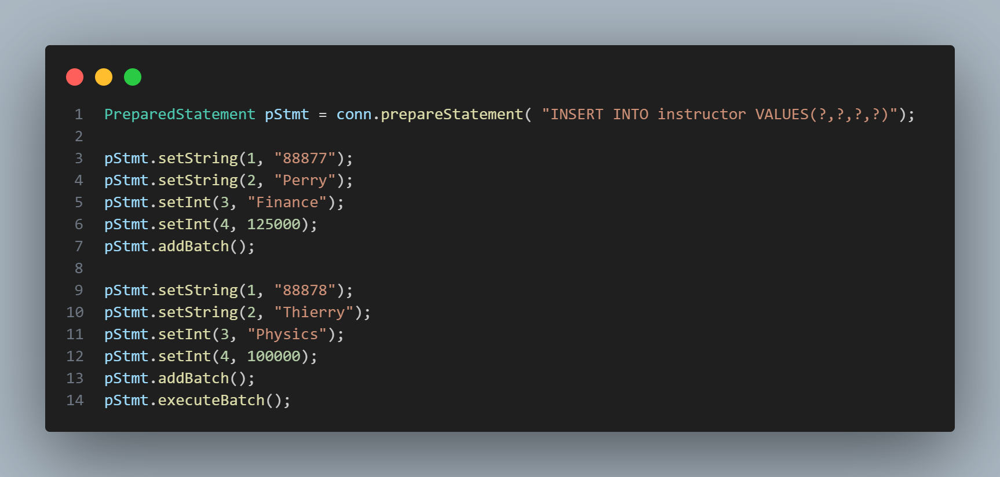 1 PreparedStatement pStmt = conn.prepareStatement( "INSERT INTO instructor VALUES(?,?,?,?)");
2
3 pStmt.setString(1, "88877");
4 pStmt.setString(2, "Perry");
5 pStmt.setInt(3, "Finance");
6 pStmt.setInt(4, 125000);
7 pStmt.addBatch();
8
9 pStmt.setString(1, "88878");
10 pStmt.setString(2, "Thierry");
11 pStmt.setInt(3, "Physics");
12 pStmt.setInt(4, 100000);
13 pStmt.addBatch();
14 pStmt.executeBatch();